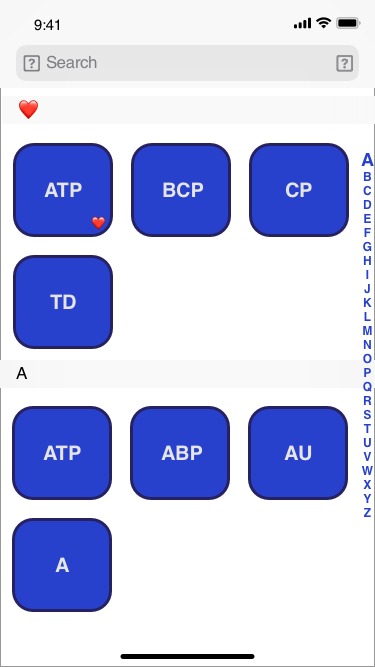 9:41
? Search ?
❤️
ATP BCP CP
❤️
TD
A
ATP ABP AU
A
A
B
C
D
E
F
G
H
I
J
K
L
M
N
O
P
Q
R
S
T
U
V
W
X
Y
Z